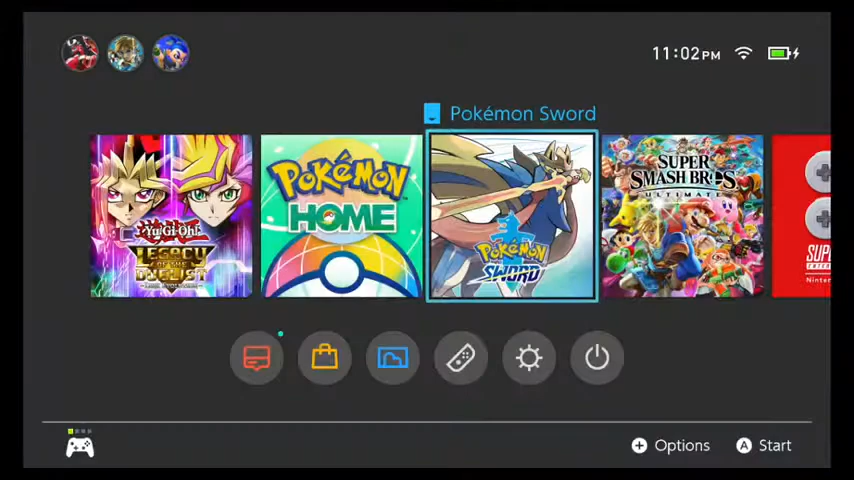 11:02PM
Pokémon Sword
Yu-Gi-Oh!
LEGACY
OF THE
DUELIST
POKéMON
HOME
POKéMON
SWORD
SUPER
SMASH BROS.
ULTIMATE
SUPER
Options
A Start